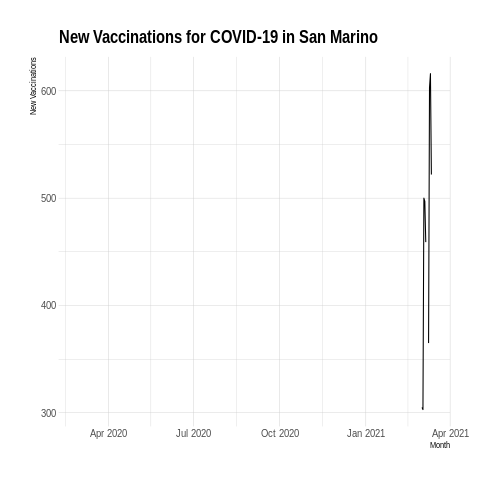 New Vaccinations for COVID-19 in San Marino
New Vaccinations
600
500
400
300
Apr 2020
Jul 2020
Oct 2020
Jan 2021
Apr 2021
Month